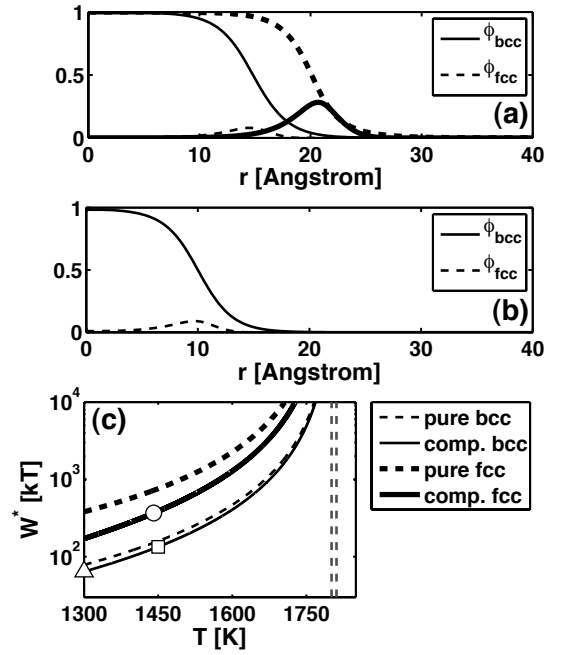 1
0.5
0
ϕbcc
ϕfcc
(a)
0 10 20 30 40
r [Angstrom]
1
0.5
0
ϕbcc
ϕfcc
(b)
0 10 20 30 40
r [Angstrom]
(c)
10^4
10^3
10^2
W* [kT]
1300 1450 1600 1750
T [K]
pure bcc
comp. bcc
pure fcc
comp. fcc